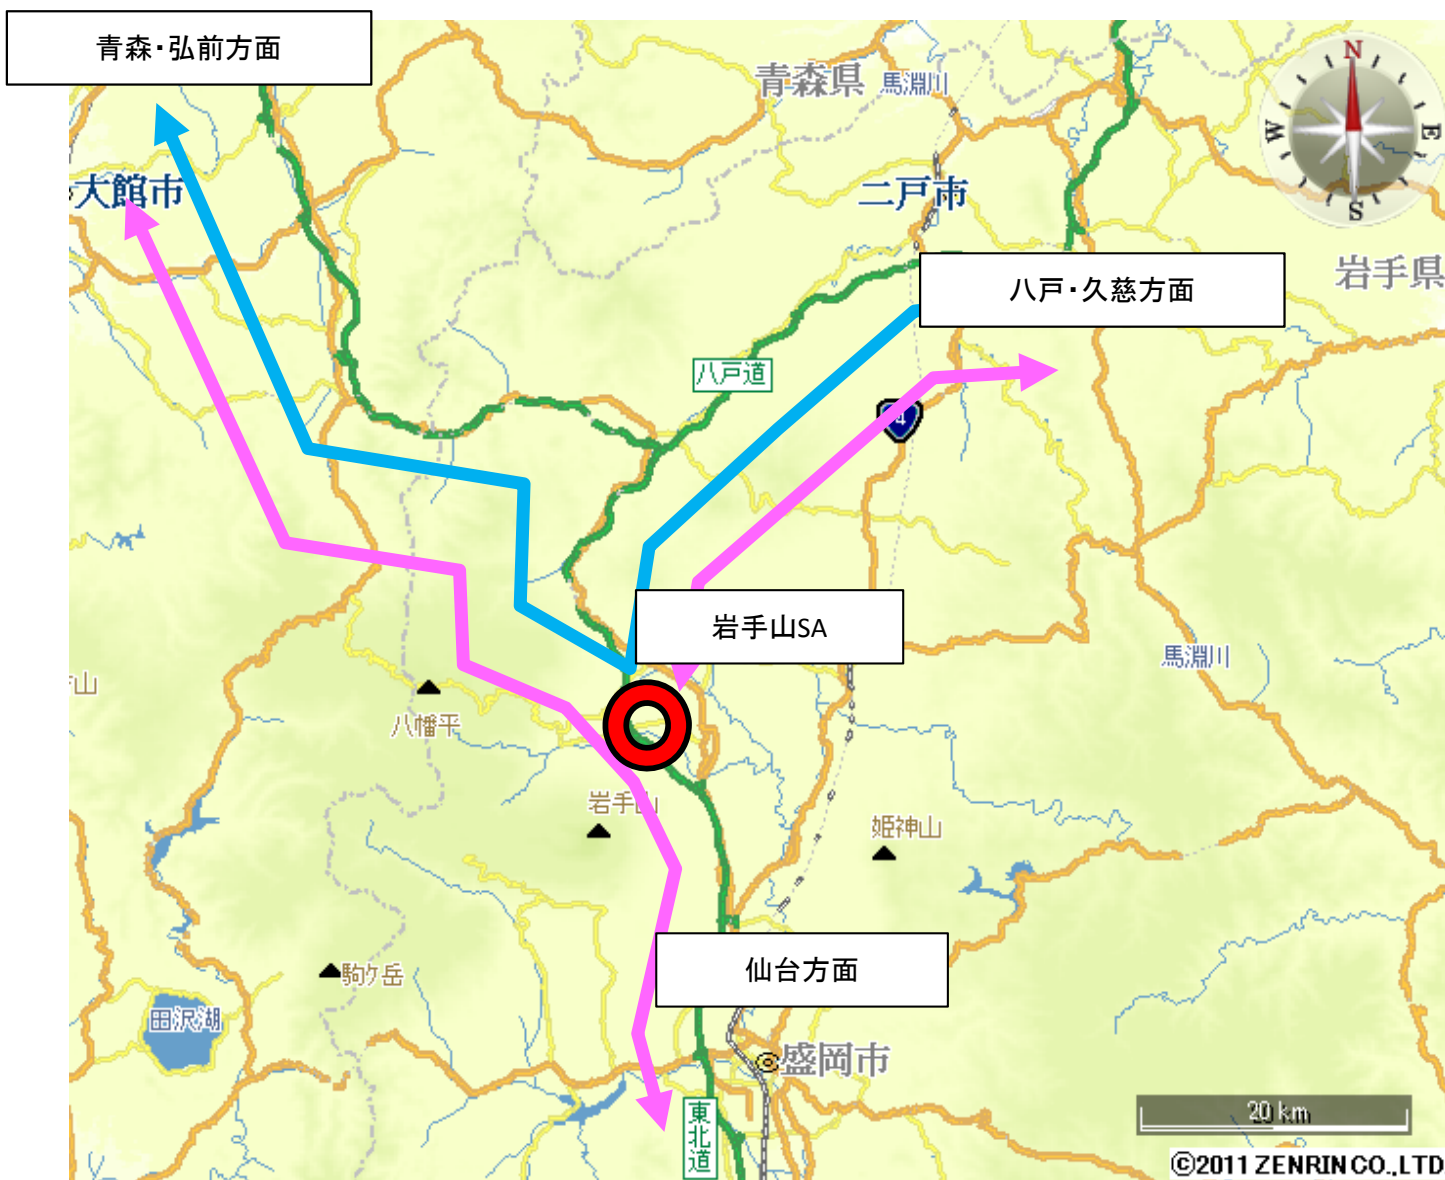 青森・弘前方面
青森県
馬淵川
N
W
E
S
大館市
二戸市
岩手県
八戸・久慈方面
八戸道
4
岩手山SA
馬淵川
八幡平
岩手山
姫神山
仙台方面
駒ケ岳
田沢湖
盛岡市
東北道
20 km
©2011 ZENRIN CO.,LTD